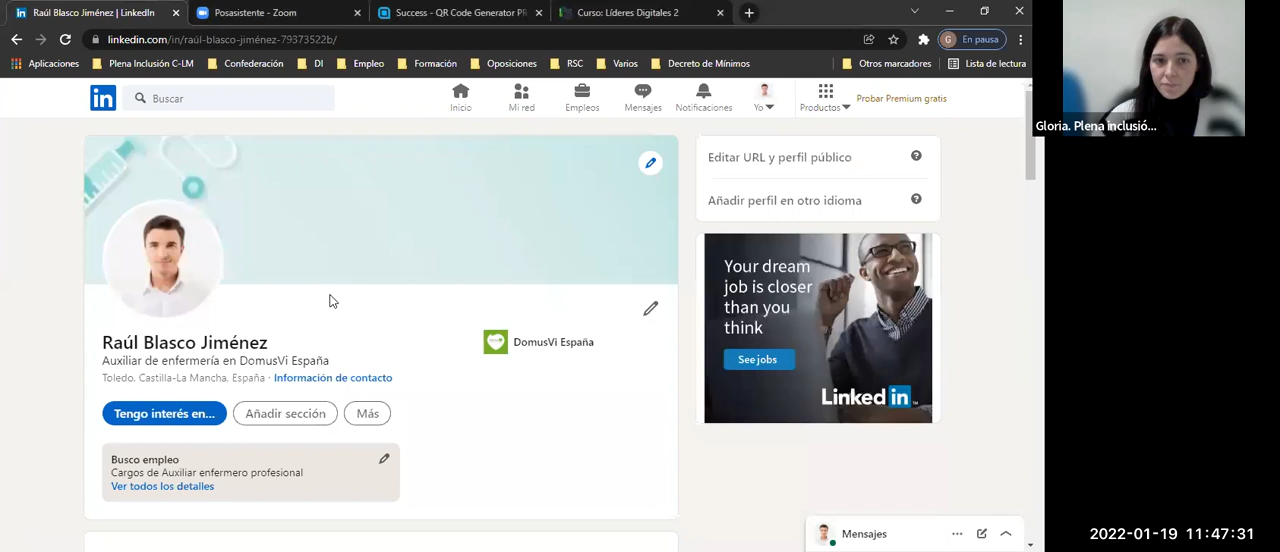 Raúl Blasco Jiménez | LinkedIn
Posasistente - Zoom
Success - QR Code Generator PR
Curso: Líderes Digitales 2
linkedin.com/in/raúl-blasco-jiménez-79373522b/
G
En pausa
Aplicaciones
Plena Inclusión C-LM
Confederación
DI
Empleo
Formación
Oposiciones
RSC
Varios
Decreto de Mínimos
Otros marcadores
Lista de lectura
in
Buscar
Inicio
Mi red
Empleos
Mensajes
Notificaciones
Yo
Productos
Probar Premium gratis
Gloria. Plena inclusió...
Editar URL y perfil público
Añadir perfil en otro idioma
Raúl Blasco Jiménez
Auxiliar de enfermería en DomusVi España
Toledo, Castilla-La Mancha, España · Información de contacto
DomusVi España
Tengo interés en...
Añadir sección
Más
Busco empleo
Cargos de Auxiliar enfermero profesional
Ver todos los detalles
Your dream
job is closer
than you
think
See jobs
Linkedin
Mensajes
2022-01-19 11:47:31